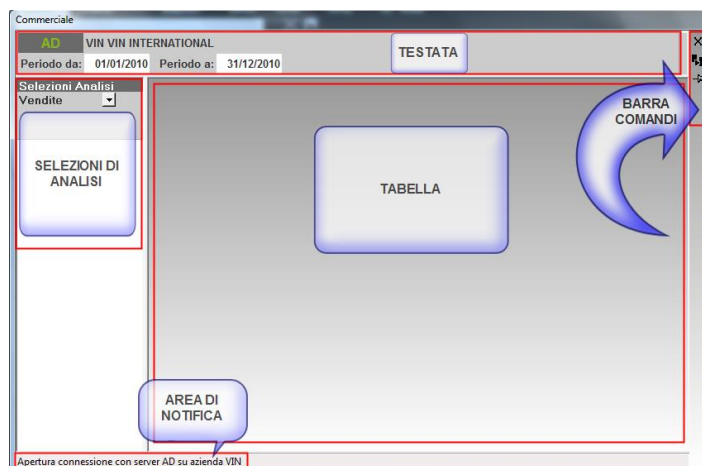 Commerciale
AD VIN VIN INTERNATIONAL
Periodo da: 01/01/2010 Periodo a: 31/12/2010
TESTATA
Selezioni Analisi
Vendite
BARRA
COMANDI
SELEZIONI DI
ANALISI
TABELLA
AREA DI
NOTIFICA
Apertura connessione con server AD su azienda VIN